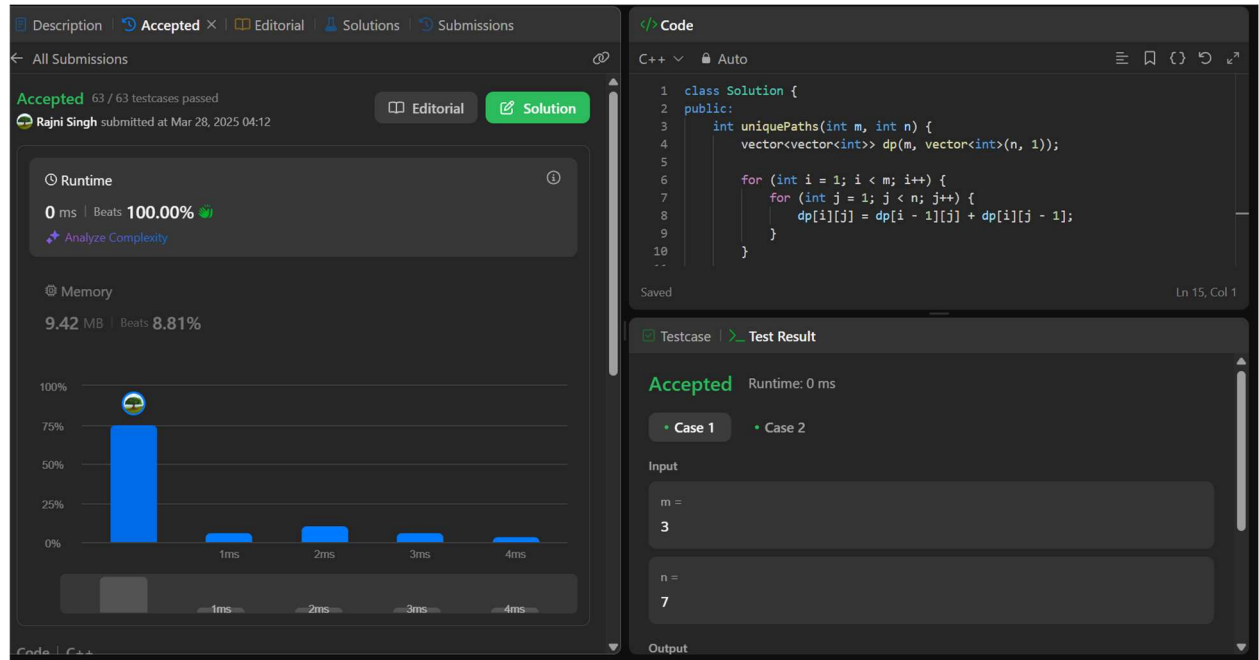 Description | Accepted × | Editorial | Solutions | Submissions
← All Submissions
Accepted 63 / 63 testcases passed
Rajni Singh submitted at Mar 28, 2025 04:12
Editorial
Solution
Runtime
0 ms | Beats 100.00%
Analyze Complexity
Memory
9.42 MB | Beats 8.81%
100%
75%
50%
25%
0%
1ms 2ms 3ms 4ms
1ms 2ms 3ms 4ms
Code | C++
</> Code
C++ Auto
1 class Solution {
2 public:
3     int uniquePaths(int m, int n) {
4         vector<vector<int>> dp(m, vector<int>(n, 1));
5
6         for (int i = 1; i < m; i++) {
7             for (int j = 1; j < n; j++) {
8                 dp[i][j] = dp[i - 1][j] + dp[i][j - 1];
9             }
10         }
Saved Ln 15, Col 1
Testcase | >_ Test Result
Accepted Runtime: 0 ms
• Case 1 • Case 2
Input
m =
3
n =
7
Output